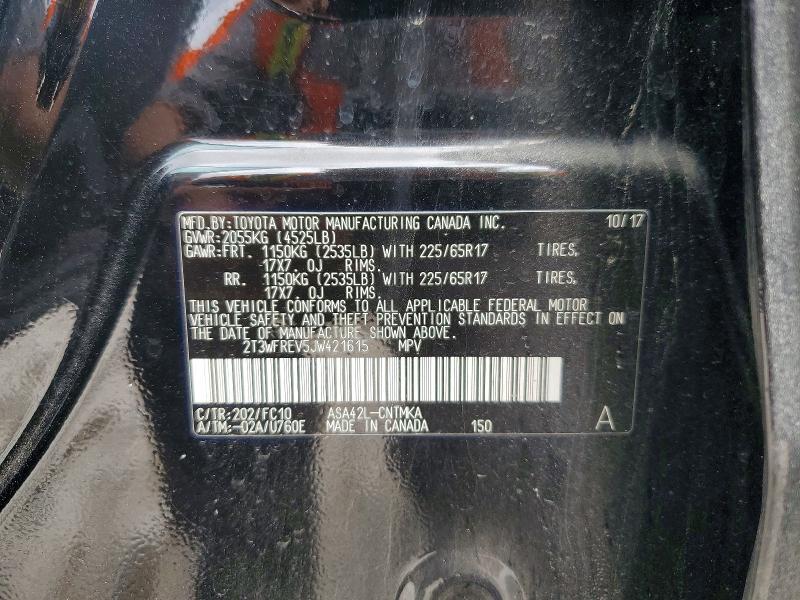 MFD.BY:TOYOTA MOTOR MANUFACTURING CANADA INC. 10/17
GVWR:2055KG (4525LB)
GAWR:FRT. 1150KG (2535LB) WITH 225/65R17 TIRES,
17X7.0J RIMS.
RR. 1150KG (2535LB) WITH 225/65R17 TIRES,
17X7.0J RIMS.
THIS VEHICLE CONFORMS TO ALL APPLICABLE FEDERAL MOTOR
VEHICLE SAFETY AND THEFT PREVENTION STANDARDS IN EFFECT ON
THE DATE OF MANUFACTURE SHOWN ABOVE.
2T3WFREV5JW421615 MPV
C/TR:202/FC10 ASA42L-CNTMKA
A/TM:-02A/U760E MADE IN CANADA 150 A